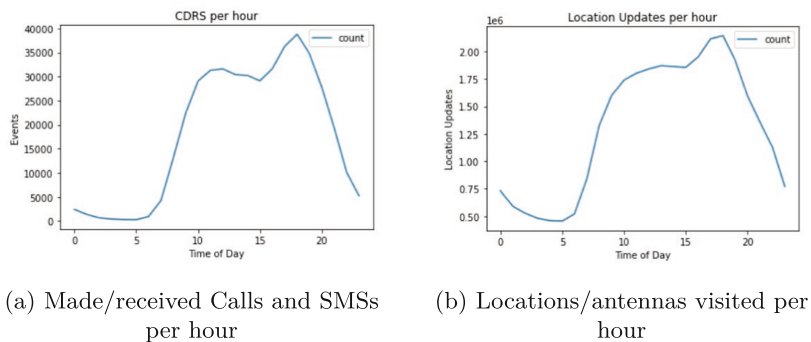 CDRS per hour
count
40000
35000
30000
25000
20000
15000
10000
5000
0
Events
0 5 10 15 20
Time of Day
(a) Made/received Calls and SMSs
per hour
1e6
Location Updates per hour
count
2.00
1.75
1.50
1.25
1.00
0.75
0.50
Location Updates
0 5 10 15 20
Time of Day
(b) Locations/antennas visited per
hour